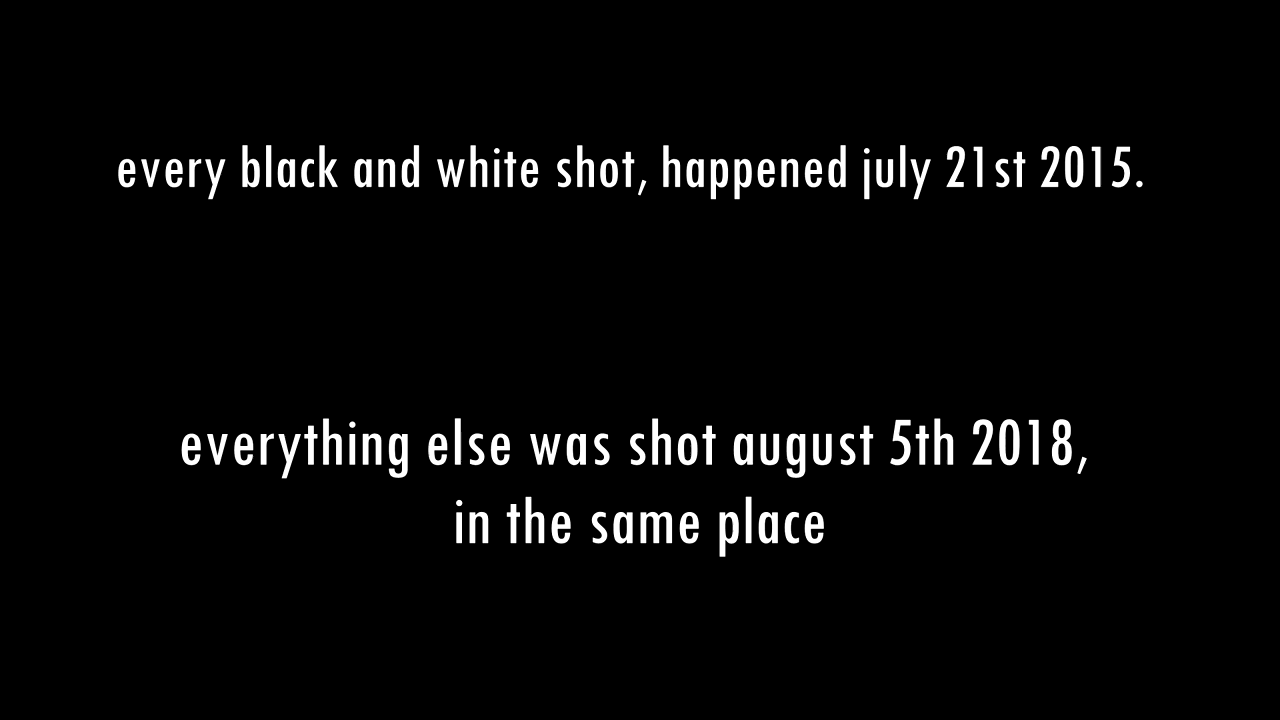 every black and white shot, happened july 21st 2015.
everything else was shot august 5th 2018,
in the same place